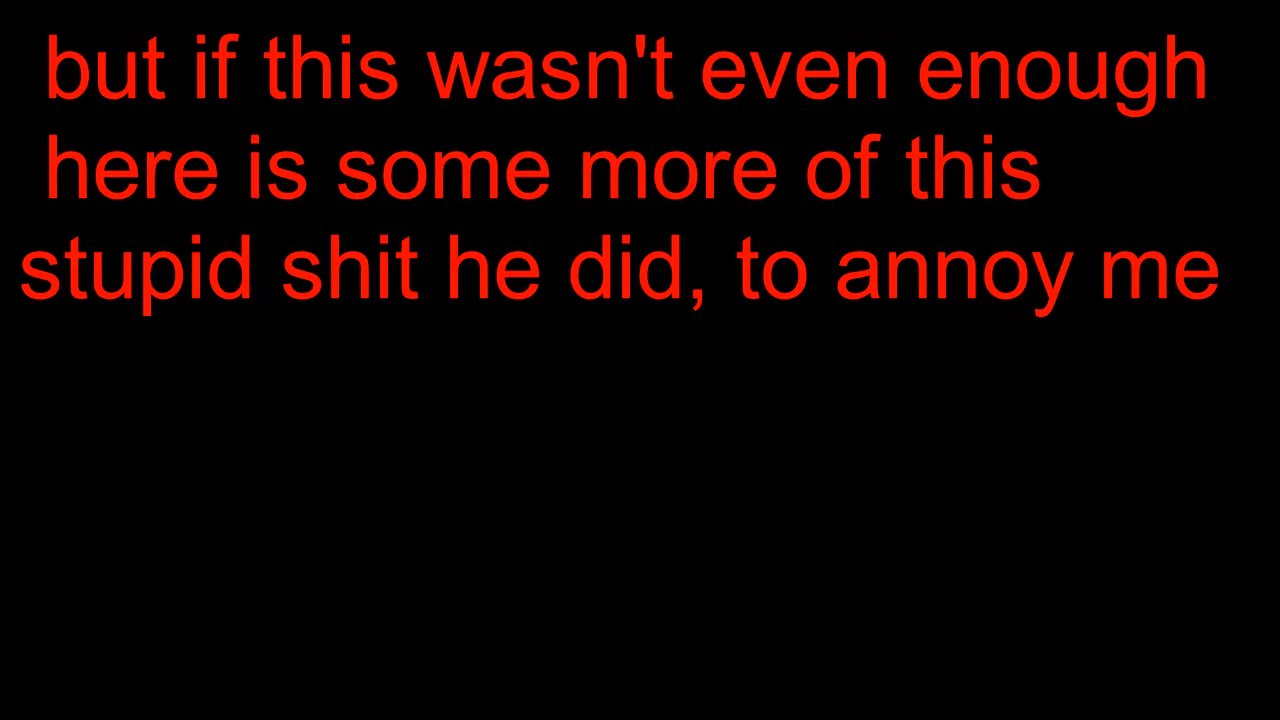 but if this wasn't even enough
here is some more of this
stupid shit he did, to annoy me